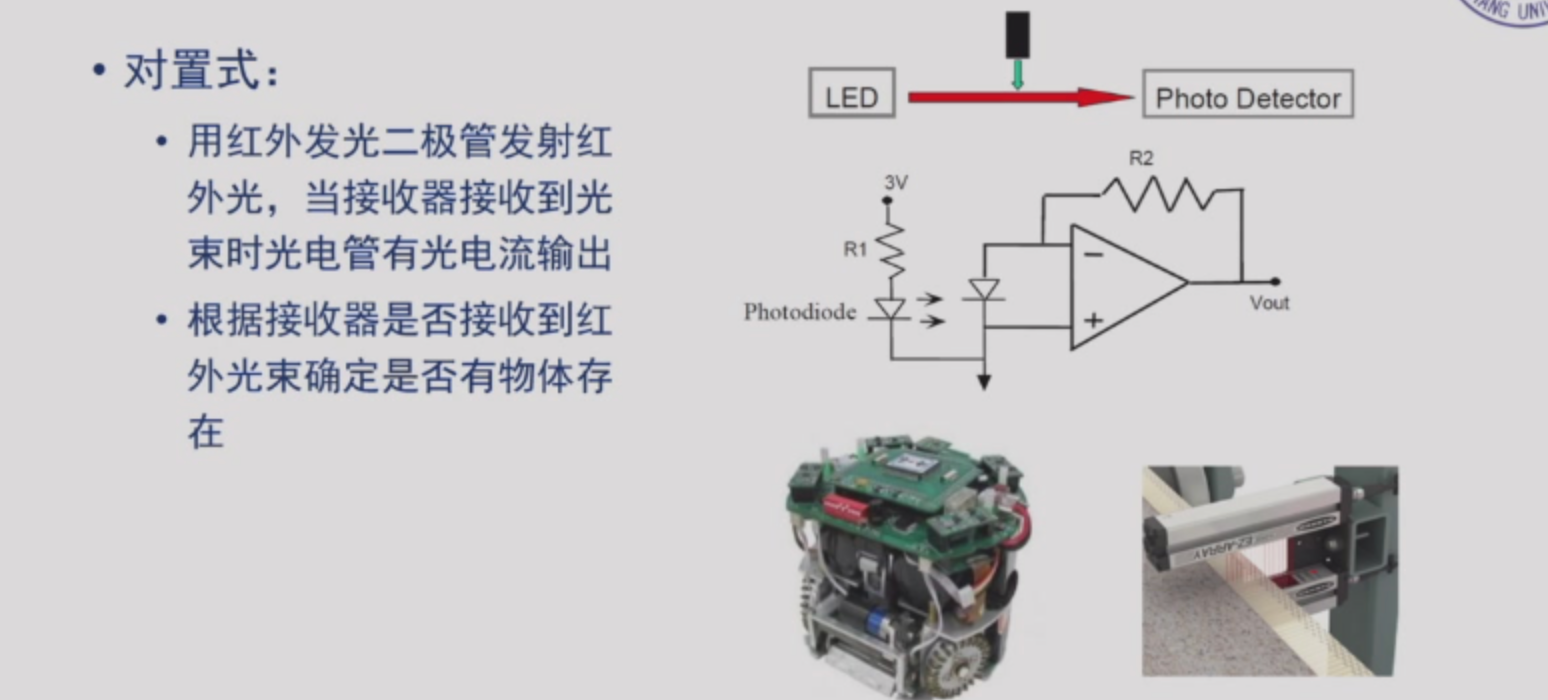 • 对置式：
• 用红外发光二极管发射红
外光，当接收器接收到光
束时光电管有光电流输出
• 根据接收器是否接收到红
外光束确定是否有物体存
在
LED
Photo Detector
R2
3V
R1
Photodiode
−
+
Vout
EZ-ARRAY
ANG UNI